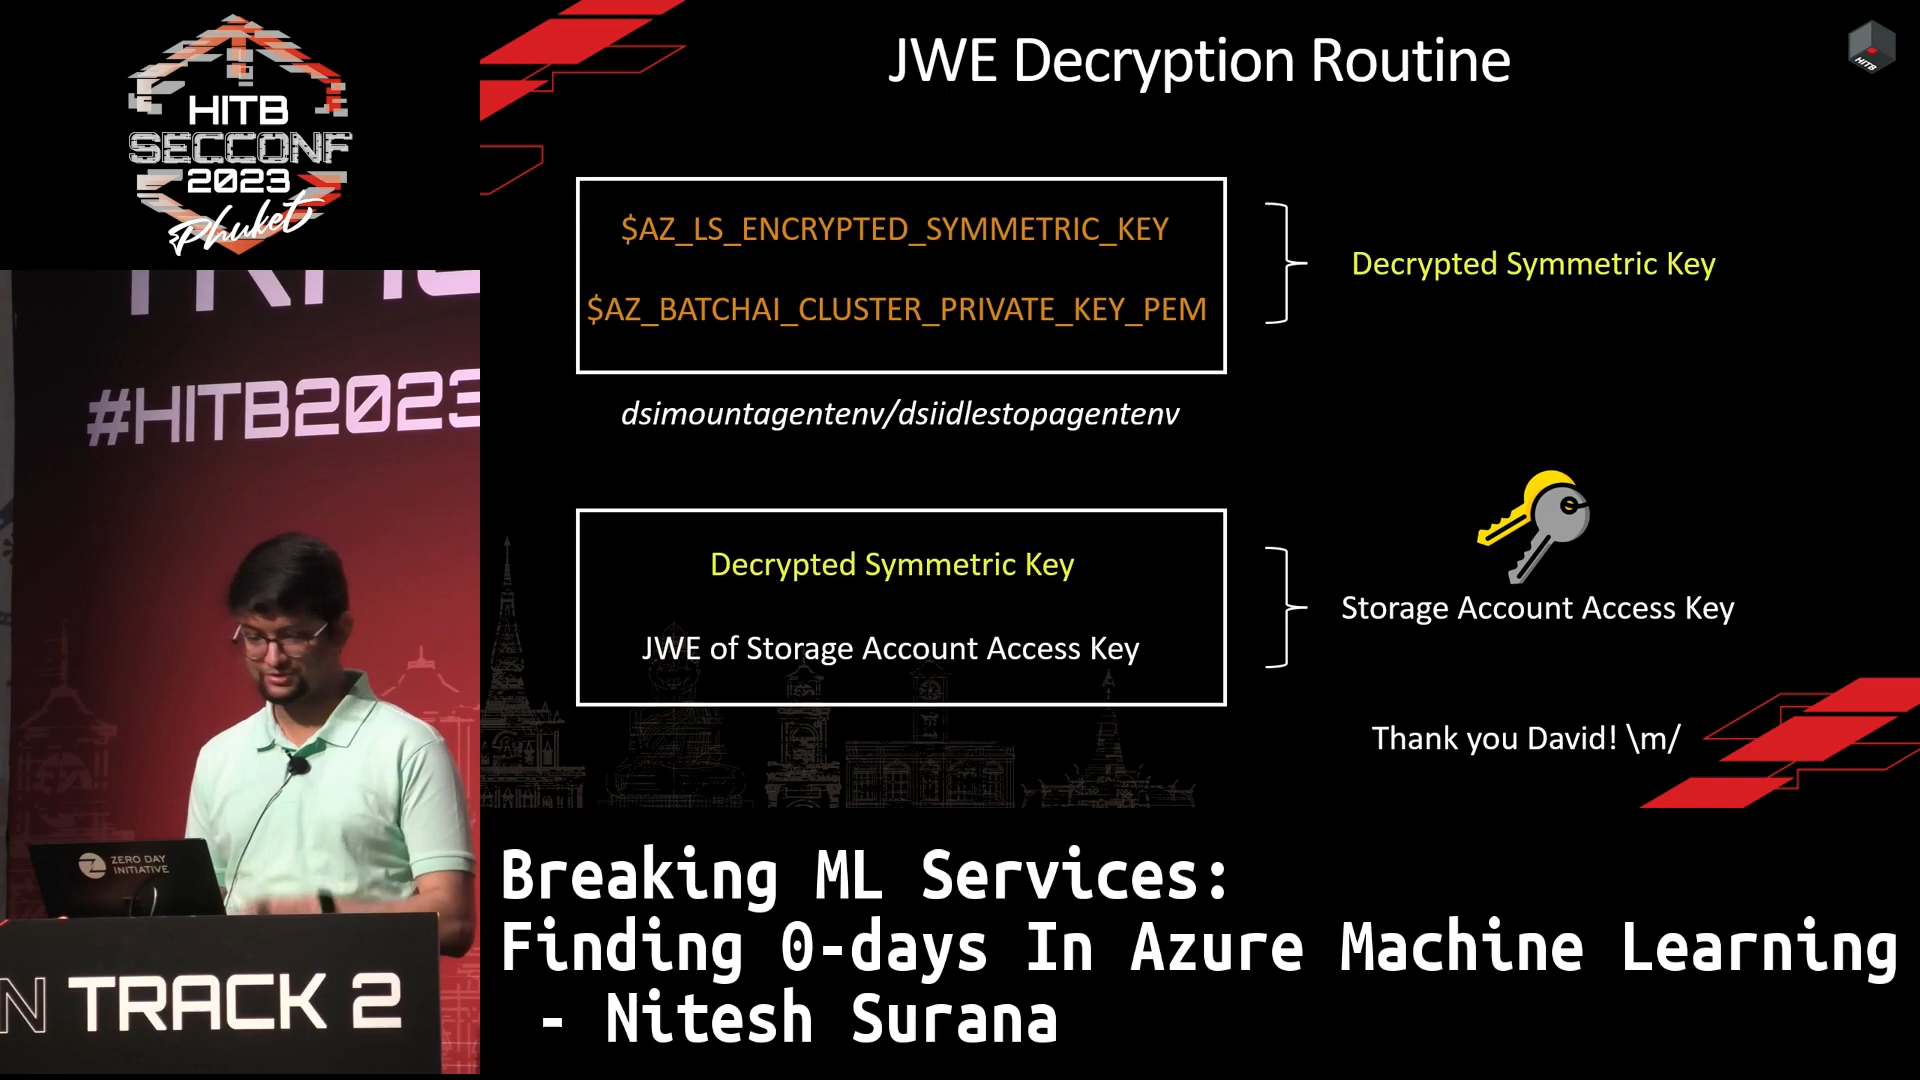 HITB
SECCONF
2023
Phuket
JWE Decryption Routine
HITB
$AZ_LS_ENCRYPTED_SYMMETRIC_KEY
$AZ_BATCHAI_CLUSTER_PRIVATE_KEY_PEM
Decrypted Symmetric Key
dsimountagentenv/dsiidlestopagentenv
Decrypted Symmetric Key
JWE of Storage Account Access Key
Storage Account Access Key
Thank you David! \m/
#HITB2023
ZERO DAY
INITIATIVE
N TRACK 2
Breaking ML Services:
Finding 0-days In Azure Machine Learning
- Nitesh Surana